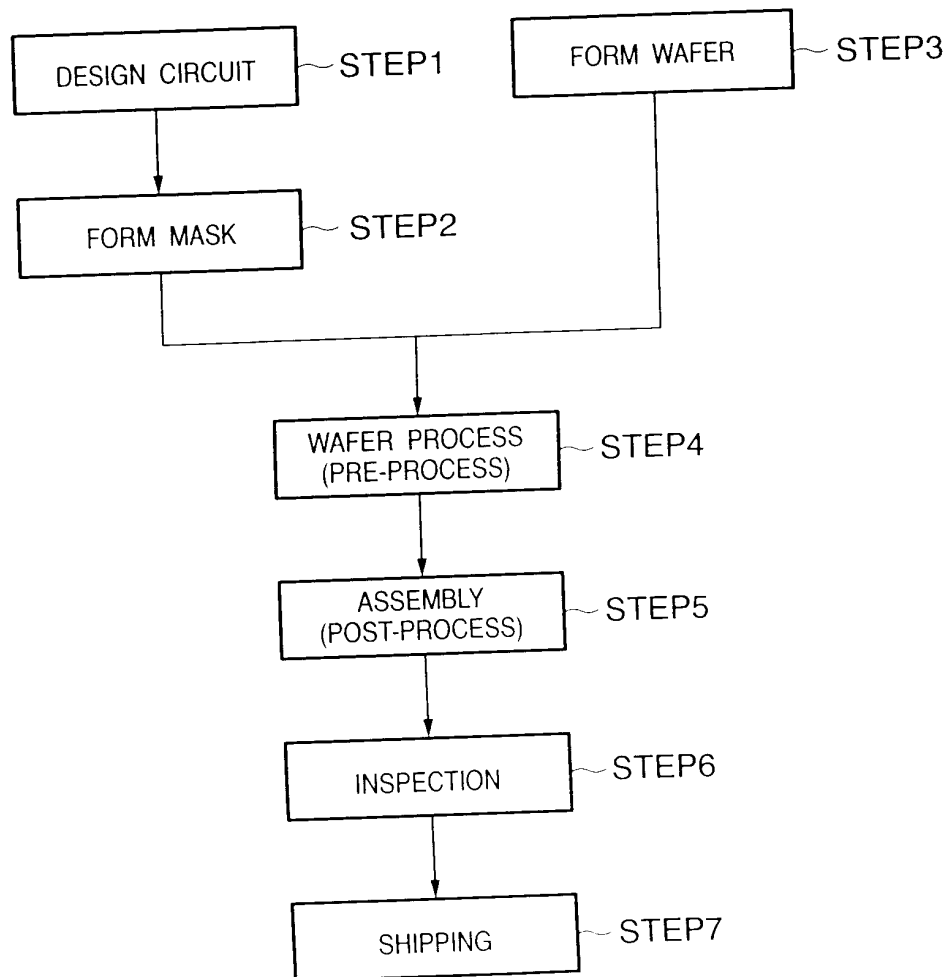 DESIGN CIRCUIT
STEP1
FORM WAFER
STEP3
FORM MASK
STEP2
WAFER PROCESS
(PRE-PROCESS)
STEP4
ASSEMBLY
(POST-PROCESS)
STEP5
INSPECTION
STEP6
SHIPPING
STEP7